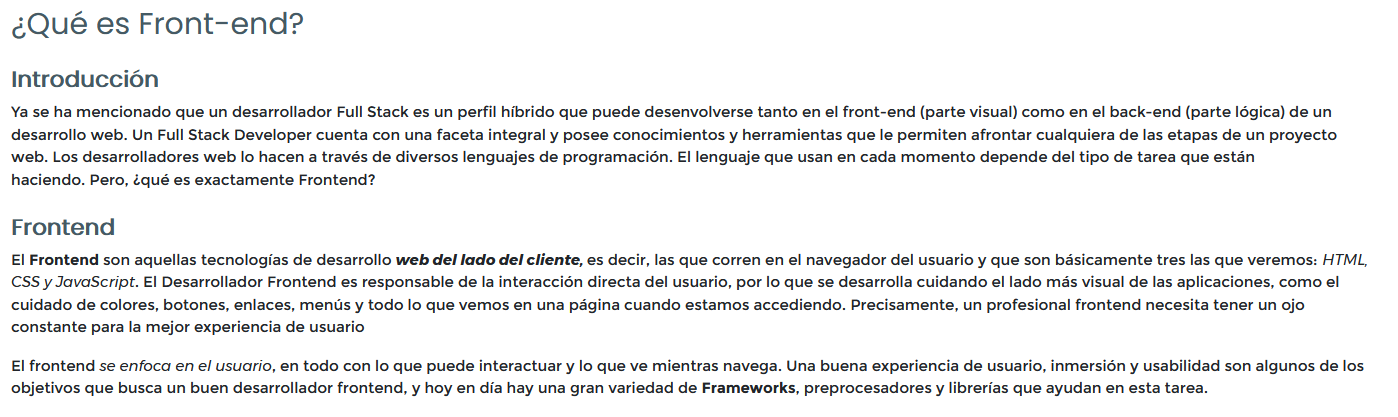 ¿Qué es Front-end?
Introducción
Ya se ha mencionado que un desarrollador Full Stack es un perfil híbrido que puede desenvolverse tanto en el front-end (parte visual) como en el back-end (parte lógica) de un
desarrollo web. Un Full Stack Developer cuenta con una faceta integral y posee conocimientos y herramientas que le permiten afrontar cualquiera de las etapas de un proyecto
web. Los desarrolladores web lo hacen a través de diversos lenguajes de programación. El lenguaje que usan en cada momento depende del tipo de tarea que están
haciendo. Pero, ¿qué es exactamente Frontend?
Frontend
El Frontend son aquellas tecnologías de desarrollo web del lado del cliente, es decir, las que corren en el navegador del usuario y que son básicamente tres las que veremos: HTML,
CSS y JavaScript. El Desarrollador Frontend es responsable de la interacción directa del usuario, por lo que se desarrolla cuidando el lado más visual de las aplicaciones, como el
cuidado de colores, botones, enlaces, menús y todo lo que vemos en una página cuando estamos accediendo. Precisamente, un profesional frontend necesita tener un ojo
constante para la mejor experiencia de usuario
El frontend se enfoca en el usuario, en todo con lo que puede interactuar y lo que ve mientras navega. Una buena experiencia de usuario, inmersión y usabilidad son algunos de los
objetivos que busca un buen desarrollador frontend, y hoy en día hay una gran variedad de Frameworks, preprocesadores y librerías que ayudan en esta tarea.